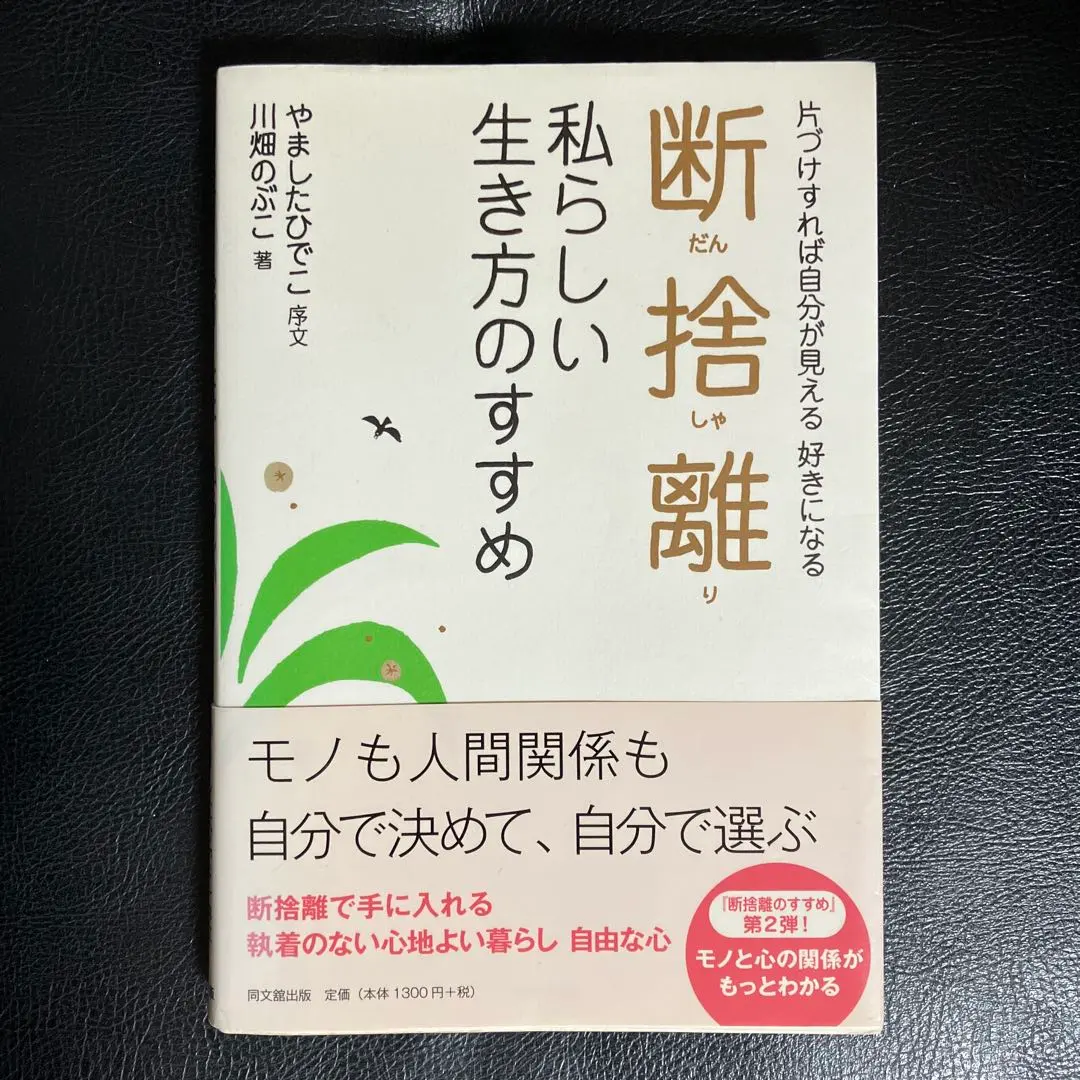 片づけすれば自分が見える 好きになる
断捨離
だん
しゃ
り
私らしい
生き方のすすめ
やましたひでこ 序文
川畑のぶこ 著
モノも人間関係も
自分で決めて、自分で選ぶ
断捨離で手に入れる
執着のない心地よい暮らし 自由な心
『断捨離のすすめ』
第2弾!
モノと心の関係が
もっとわかる
同文舘出版 定価(本体1300円+税)